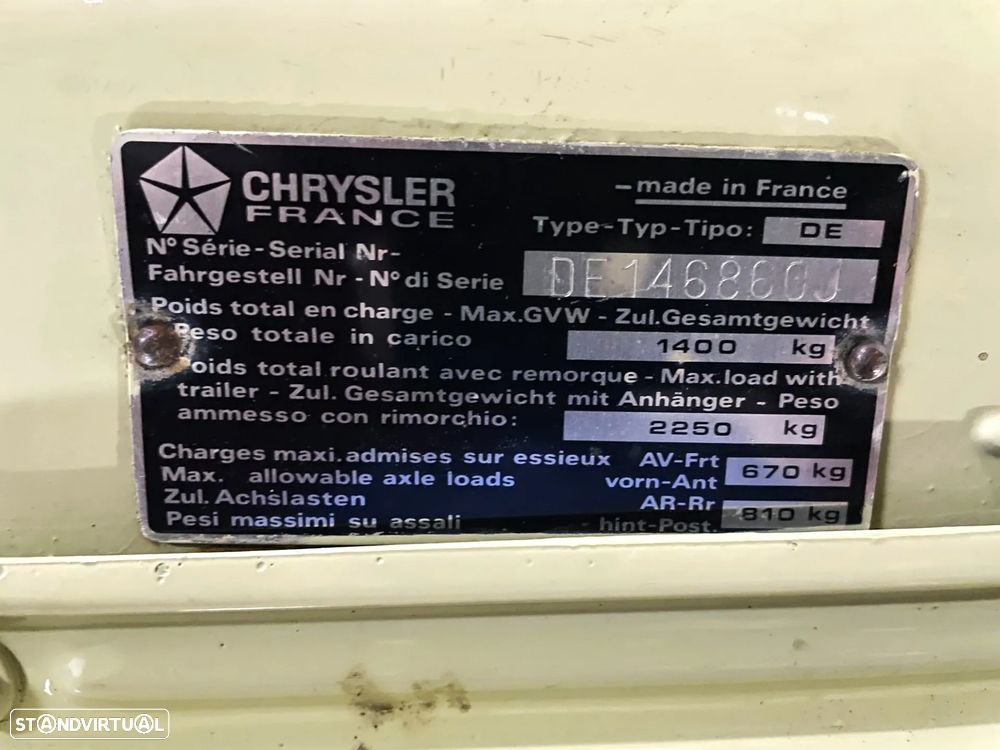 CHRYSLER
FRANCE
-made in France
Type-Typ-Tipo: DE
N° Série-Serial Nr-
Fahrgestell Nr - N° di Serie DE146860J
Poids total en charge - Max.GVW - Zul.Gesamtgewicht
Peso totale in carico 1400 kg
Poids total roulant avec remorque - Max.load with
trailer - Zul. Gesamtgewicht mit Anhänger - Peso
ammesso con rimorchio: 2250 kg
Charges maxi.admises sur essieux AV-Frt
Max. allowable axle loads vorn-Ant 670 kg
Zul.Achslasten AR-Rr
Pesi massimi su assali hint-Post. 810 kg
STANDVIRTUAL